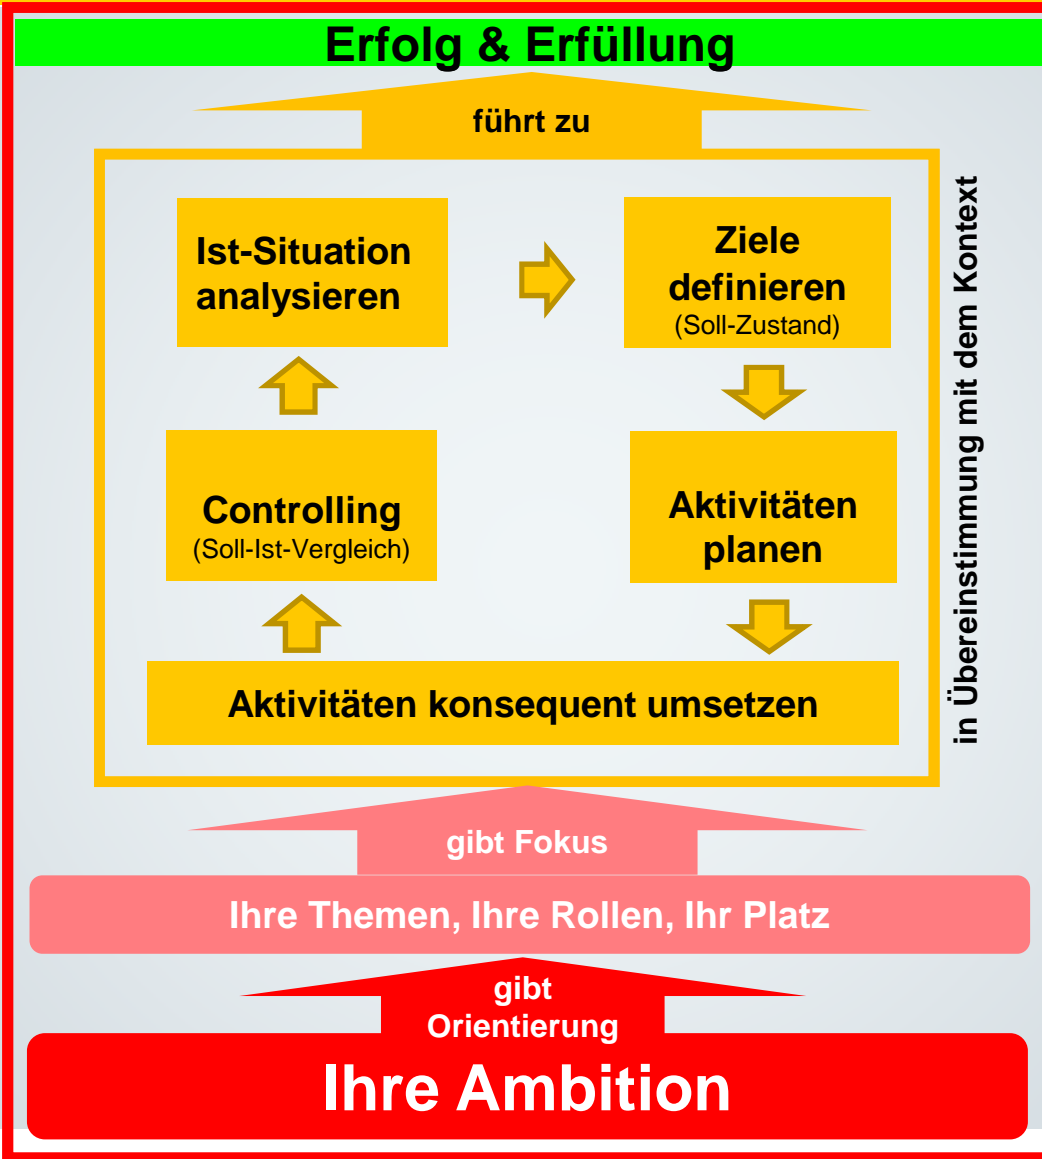 Erfolg & Erfüllung
führt zu
Ist-Situation
analysieren
Ziele
definieren
(Soll-Zustand)
Controlling
(Soll-Ist-Vergleich)
Aktivitäten
planen
Aktivitäten konsequent umsetzen
in Übereinstimmung mit dem Kontext
gibt Fokus
Ihre Themen, Ihre Rollen, Ihr Platz
gibt
Orientierung
Ihre Ambition